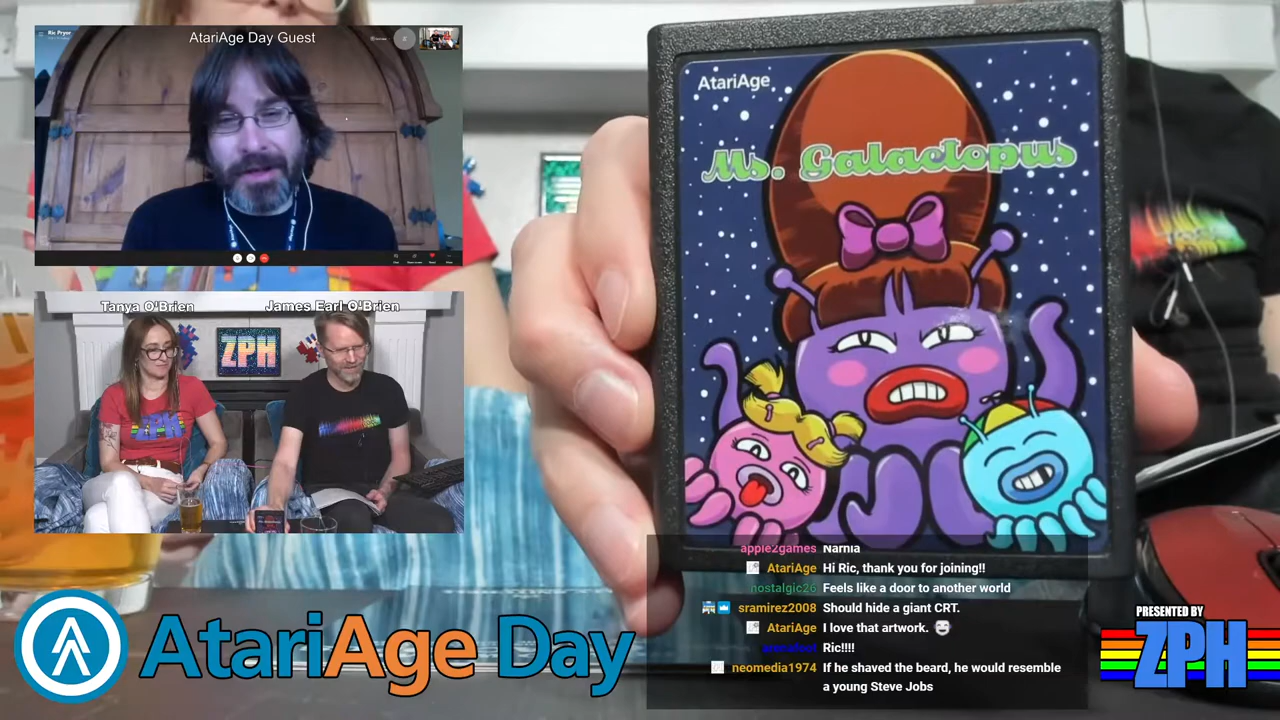 Ric Pryor
AtariAge Day Guest
Tanya O'Brien
James Earl O'Brien
ZPH
ZPH
AtariAge
Ms. Galactopus
apple2games Narnia
AtariAge Hi Ric, thank you for joining!!
nostalgic26 Feels like a door to another world
sramirez2008 Should hide a giant CRT.
AtariAge I love that artwork.
Ric!!!!
neomedia1974 If he shaved the beard, he would resemble
a young Steve Jobs
AtariAge Day
PRESENTED BY
ZPH